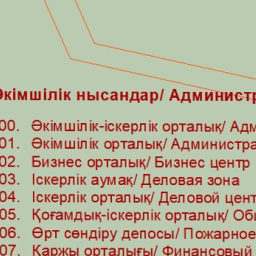 Әкімшілік нысандар/ Администр
00. Әкімшілік-іскерлік орталық/ Адм
01. Әкімшілік орталық/ Администра
02. Бизнес орталық/ Бизнес центр
03. Іскерлік аумақ/ Деловая зона
04. Іскерлік орталық/ Деловой цент
05. Қоғамдық-іскерлік орталық/ Об
06. Өрт сөндіру депосы/ Пожарное
07. Қаржы орталығы/ Финансовый